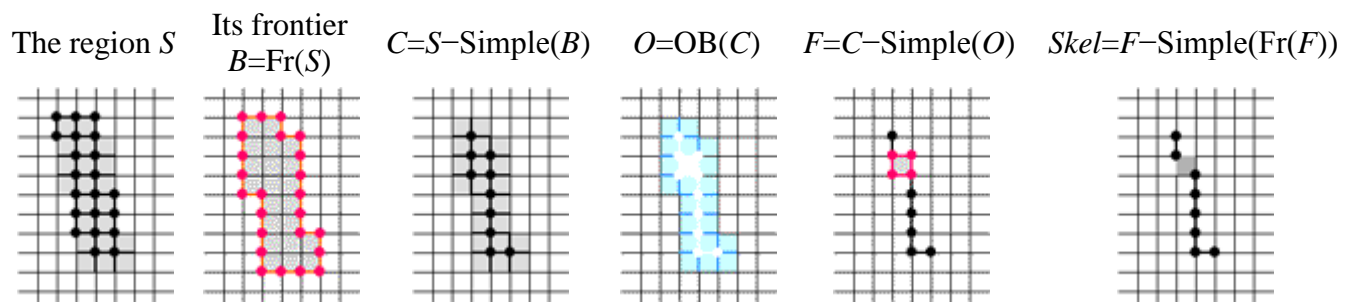 The region S
Its frontier
B=Fr(S)
C=S−Simple(B)
O=OB(C)
F=C−Simple(O)
Skel=F−Simple(Fr(F))